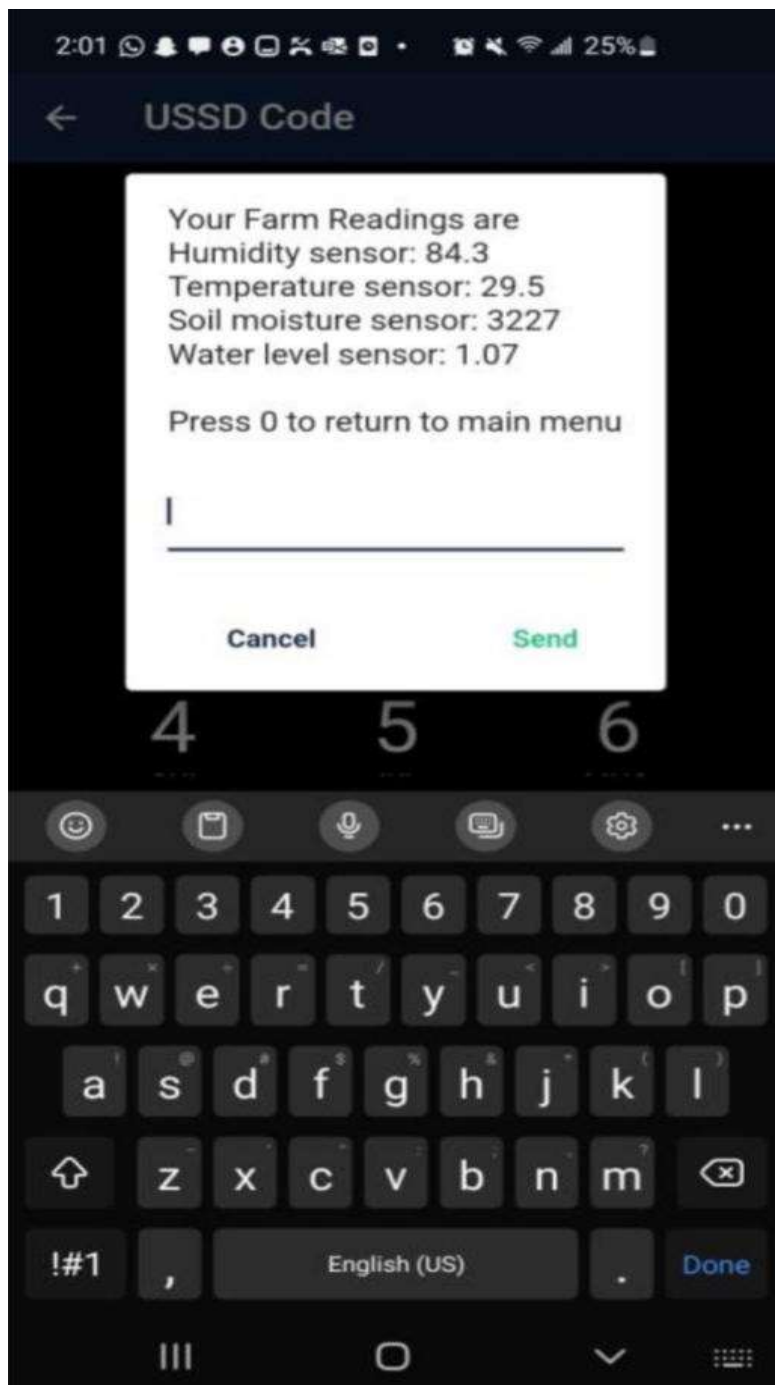 2:01 25%
USSD Code
Your Farm Readings are
Humidity sensor: 84.3
Temperature sensor: 29.5
Soil moisture sensor: 3227
Water level sensor: 1.07
Press 0 to return to main menu
Cancel Send
4 5 6
1 2 3 4 5 6 7 8 9 0
q w e r t y u i o p
a s d f g h j k l
z x c v b n m
!#1 , English (US) . Done